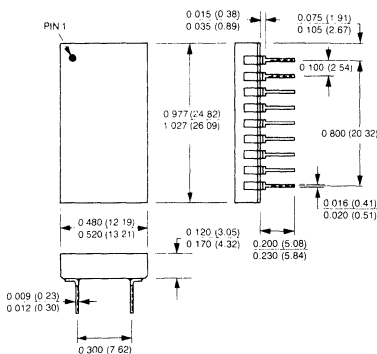 PIN 1
0 015 (0 38)
0 035 (0 89)
0 075 (1 91)
0 105 (2 67)
0 100 (2 54)
0 977 (24 82)
1 027 (26 09)
0 800 (20 32)
0 016 (0 41)
0 020 (0 51)
0 200 (5 08)
0 230 (5 84)
0 480 (12 19)
0 520 (13 21)
0 120 (3 05)
0 170 (4 32)
0 009 (0 23)
0 012 (0 30)
0 300 (7 62)